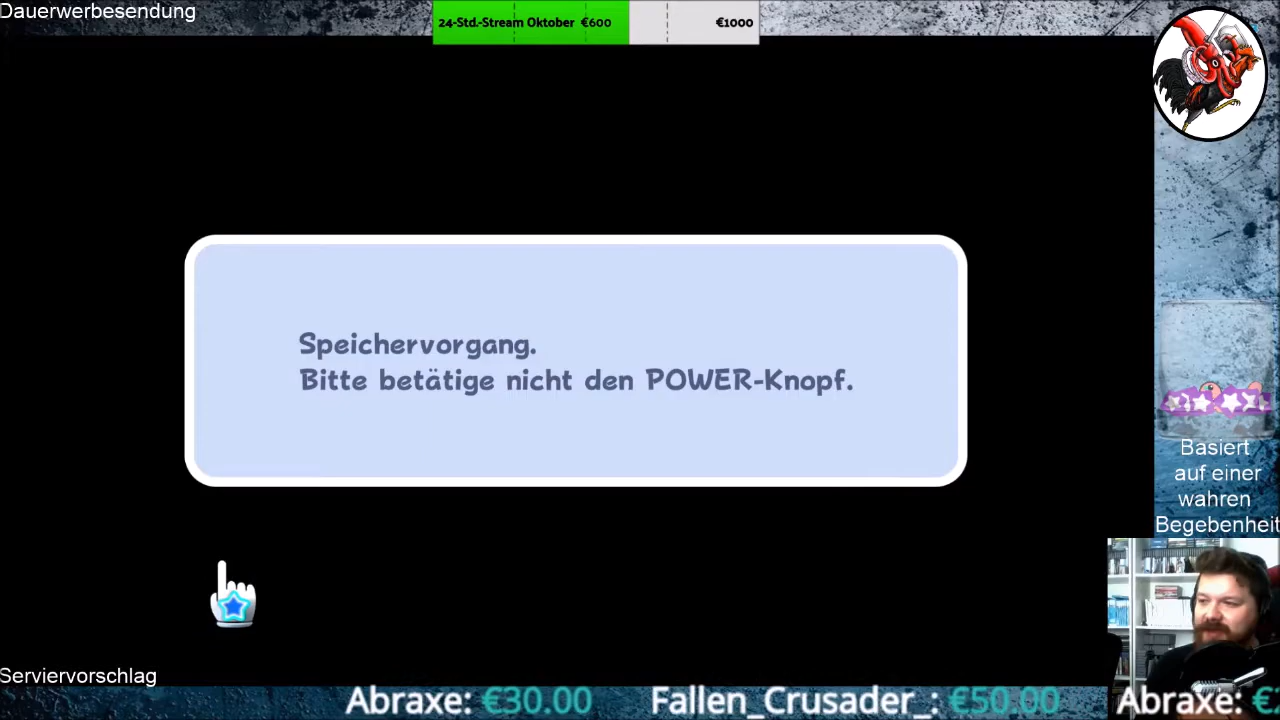 Dauerwerbesendung
24-Std.-Stream Oktober €600 €1000
Speichervorgang.
Bitte betätige nicht den POWER-Knopf.
Basiert
auf einer
wahren
Begebenheit
Serviervorschlag
Abraxe: €30.00 Fallen_Crusader_: €50.00 Abraxe: